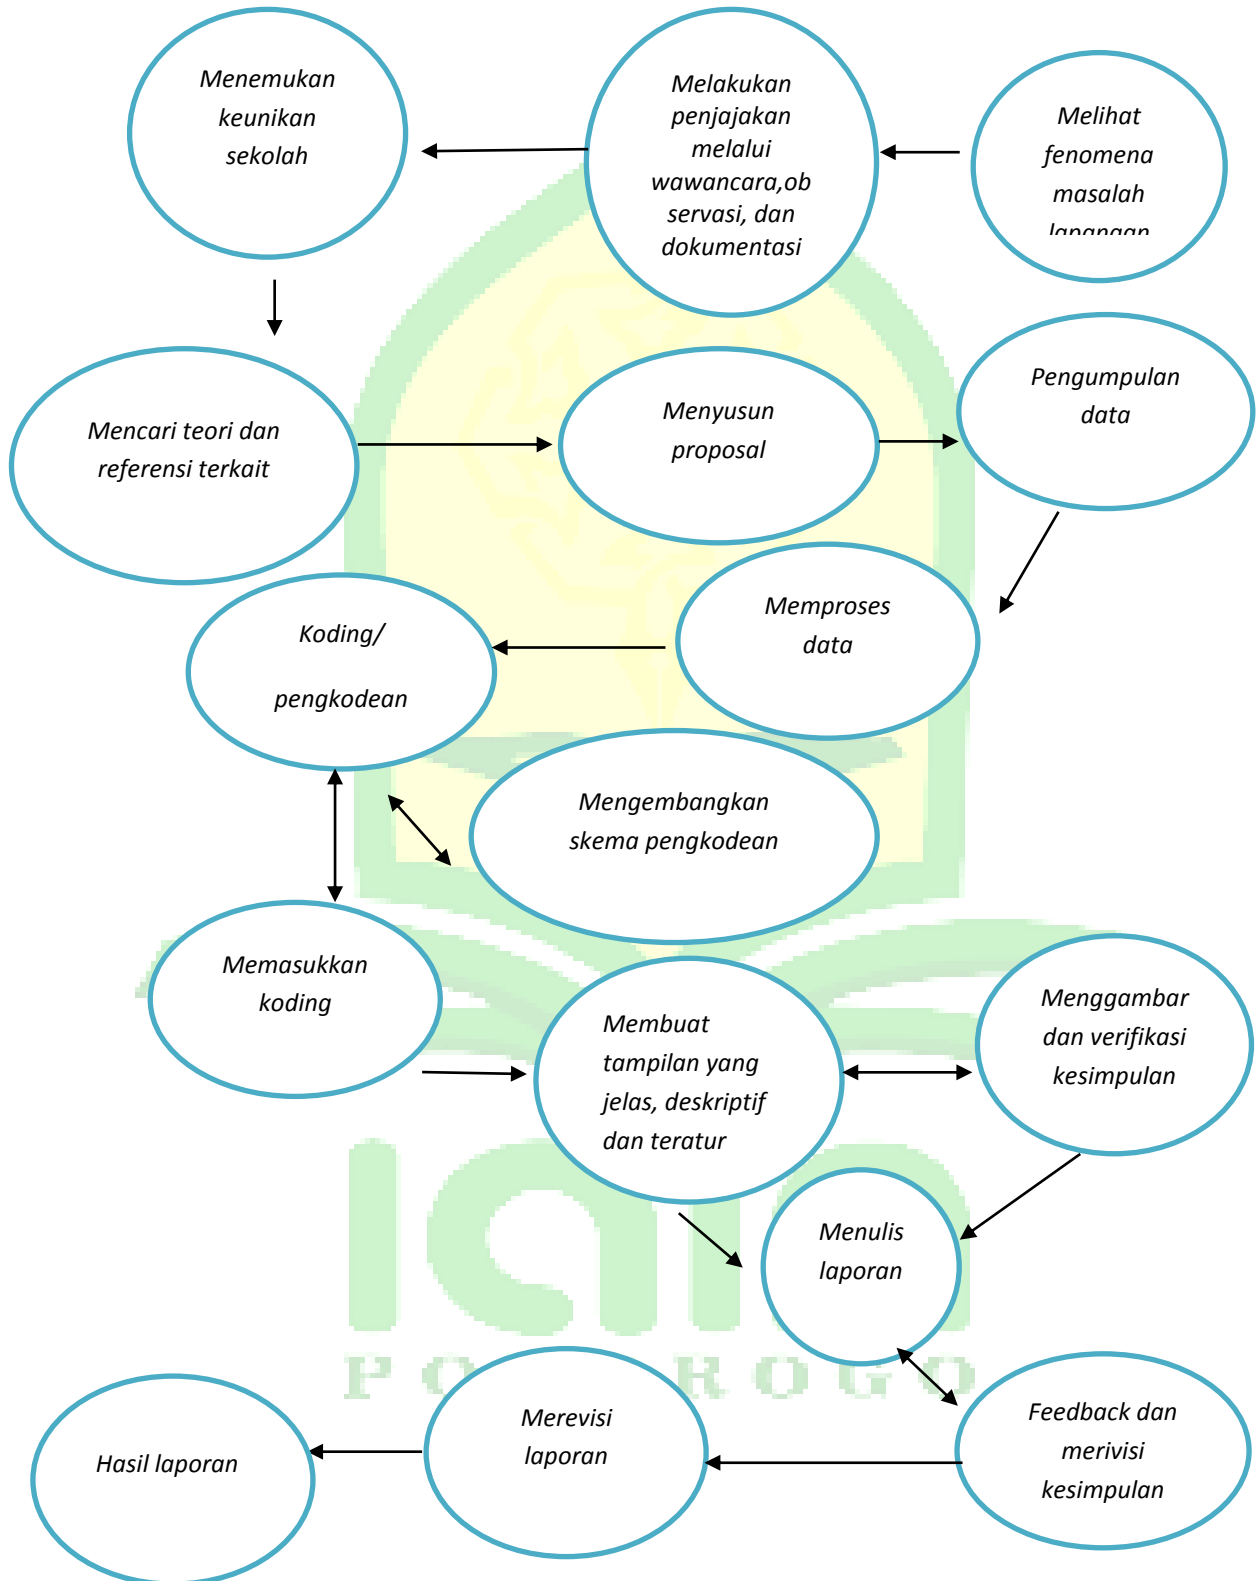 Menemukan
keunikan
sekolah
Melakukan
penjajakan
melalui
wawancara,ob
servasi, dan
dokumentasi
Melihat
fenomena
masalah
lapangan
Mencari teori dan
referensi terkait
Menyusun
proposal
Pengumpulan
data
Memproses
data
Koding/
pengkodean
Mengembangkan
skema pengkodean
Memasukkan
koding
Membuat
tampilan yang
jelas, deskriptif
dan teratur
Menggambar
dan verifikasi
kesimpulan
Menulis
laporan
Feedback dan
merivisi
kesimpulan
Merevisi
laporan
Hasil laporan